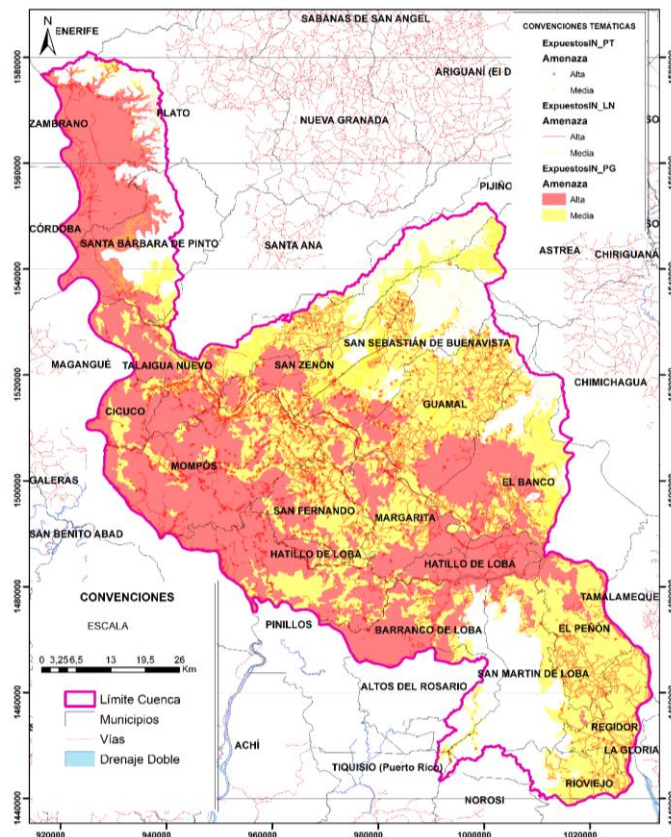 N
ENERIFE
SABANAS DE SAN ANGEL
ARIGUANÍ (El D
PLATO
ZAMBRANO
NUEVA GRANADA
PIJIÑO
CÓRDOBA
SANTA BÁRBARA DE PINTO
SANTA ANA
ASTREA
CHIRIGUANÁ
SAN SEBASTIÁN DE BUENAVISTA
MAGANGUÉ
TALAIGUA NUEVO
SAN ZENÓN
CHIMICHAGUA
GUAMAL
CICUCO
MOMPÓS
GALERAS
EL BANCO
SAN FERNANDO
MARGARITA
SAN BENITO ABAD
HATILLO DE LOBA
HATILLO DE LOBA
TAMALAMEQUE
PINILLOS
BARRANCO DE LOBA
EL PEÑÓN
SAN MARTIN DE LOBA
ALTOS DEL ROSARIO
REGIDOR
ACHÍ
LA GLORIA
TIQUISIO (Puerto Rico)
RIOVIEJO
NOROSI
CONVENCIONES TEMÁTICAS
ExpuestosIN_PT
Amenaza
Alta
Media
ExpuestosIN_LN
Amenaza
Alta
Media
ExpuestosIN_PG
Amenaza
Alta
Media
SO
SO
CONVENCIONES
ESCALA
0 3,256,5 13 19,5 26
Km
Límite Cuenca
Municipios
Vías
Drenaje Doble
1580000
1560000
1540000
1520000
1500000
1480000
1460000
1440000
920000 940000 960000 980000 1000000 1020000